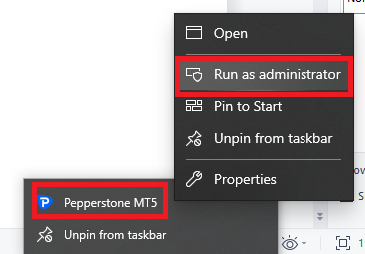 Open
Run as administrator
Pin to Start
Unpin from taskbar
Properties
Pepperstone MT5
Unpin from taskbar